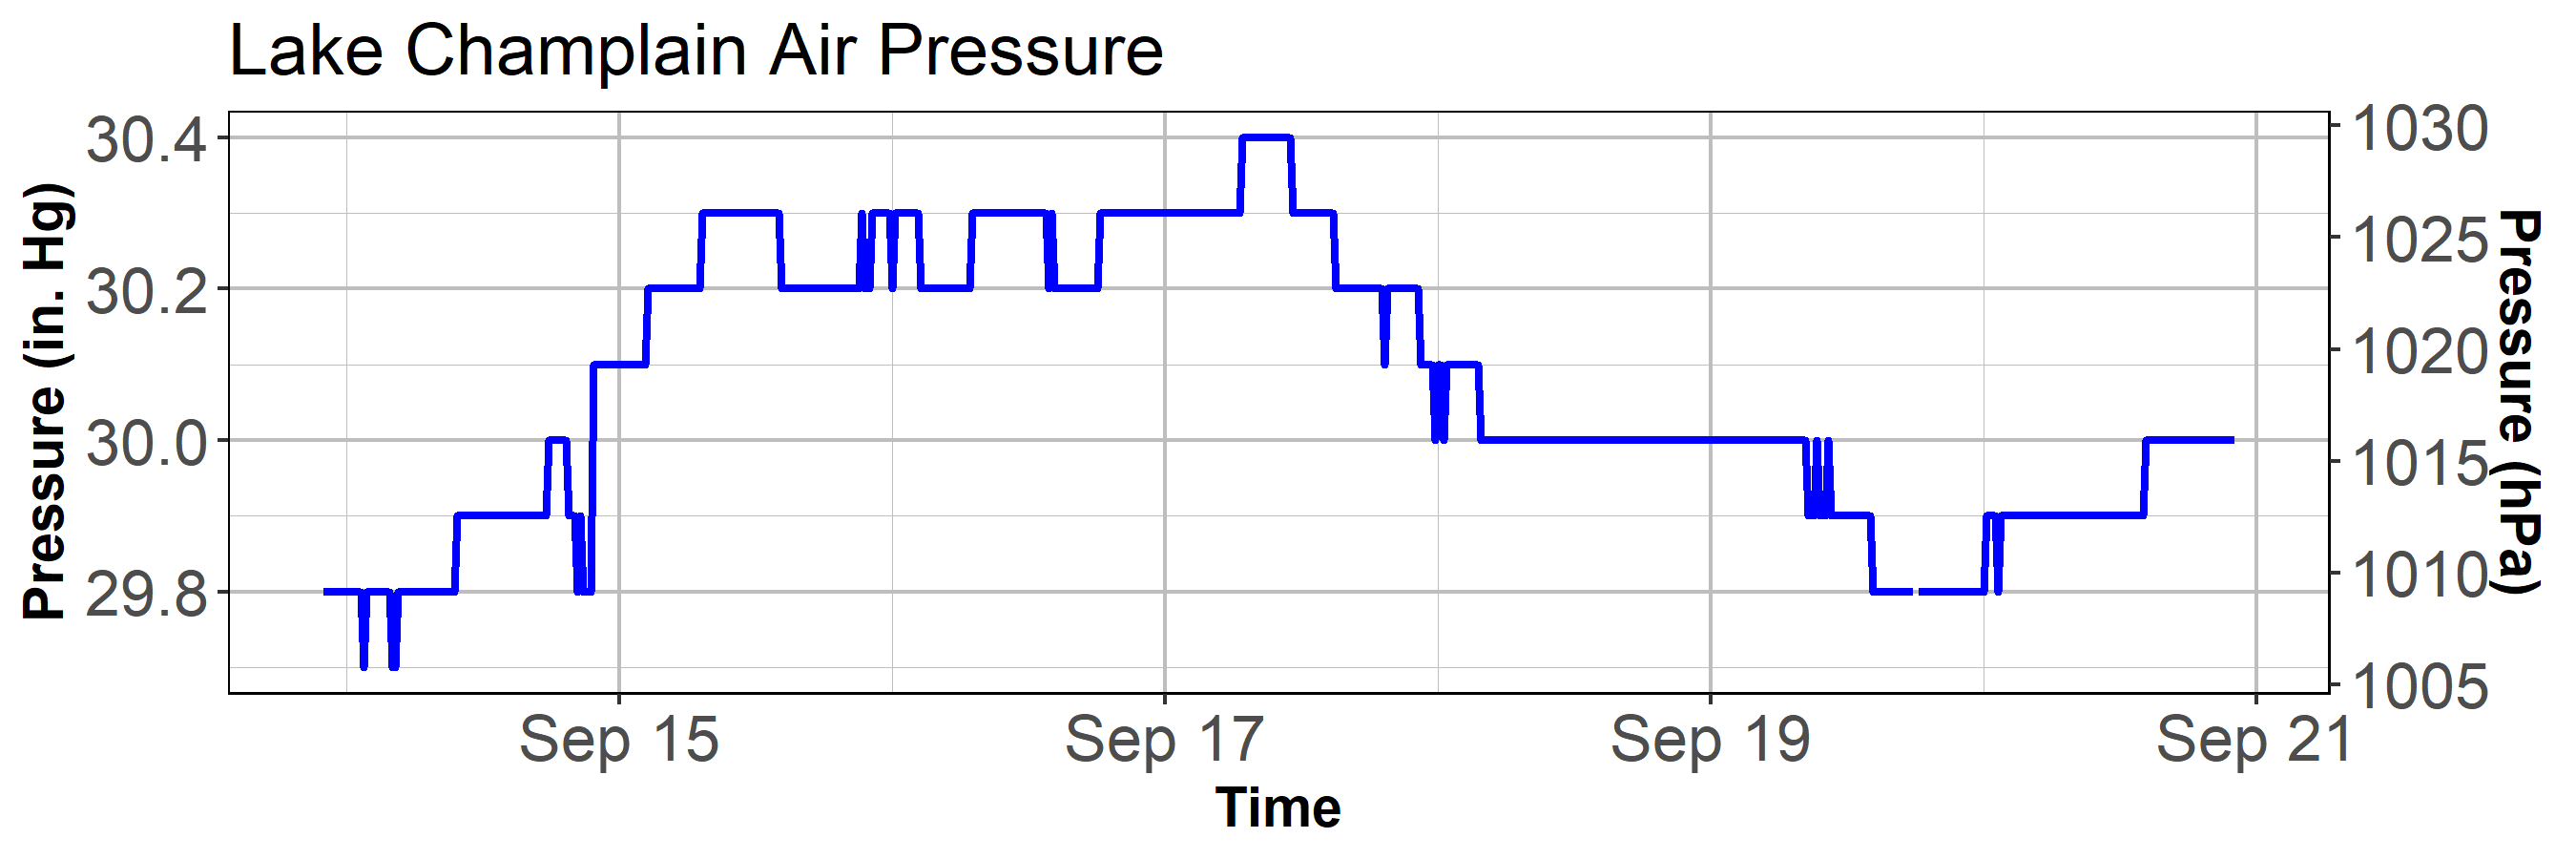 Lake Champlain Air Pressure
Pressure (in. Hg)
30.4
30.2
30.0
29.8
1030
1025
1020
1015
1010
1005
Pressure (hPa)
Sep 15 Sep 17 Sep 19 Sep 21
Time